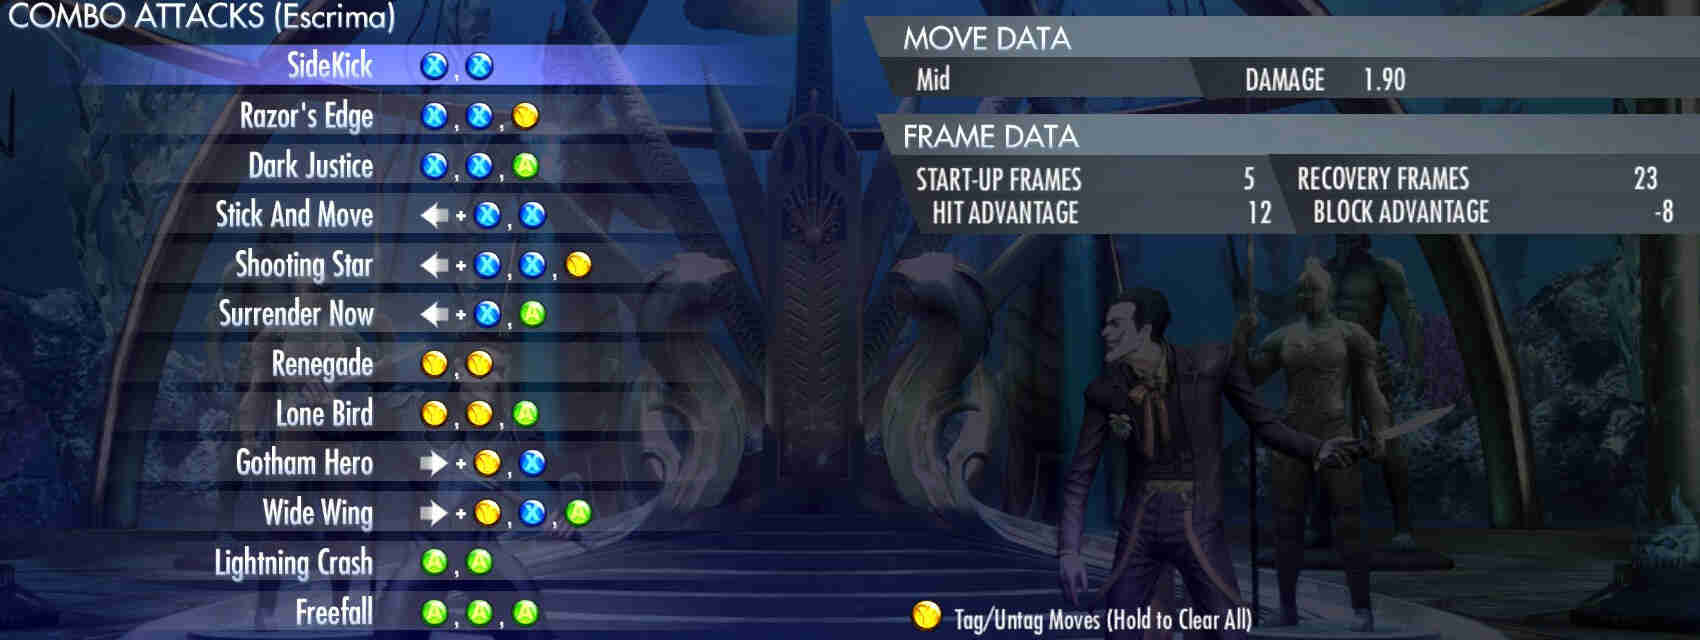 COMBO ATTACKS (Escrima)
SideKick X, X
Razor's Edge X, X, Y
Dark Justice X, X, A
Stick And Move + X, X
Shooting Star + X, X, Y
Surrender Now + X, A
Renegade Y, Y
Lone Bird Y, Y, A
Gotham Hero + Y, X
Wide Wing + Y, X, A
Lightning Crash A, A
Freefall A, A, A
MOVE DATA
Mid DAMAGE 1.90
FRAME DATA
START-UP FRAMES 5 RECOVERY FRAMES 23
HIT ADVANTAGE 12 BLOCK ADVANTAGE -8
Y Tag/Untag Moves (Hold to Clear All)